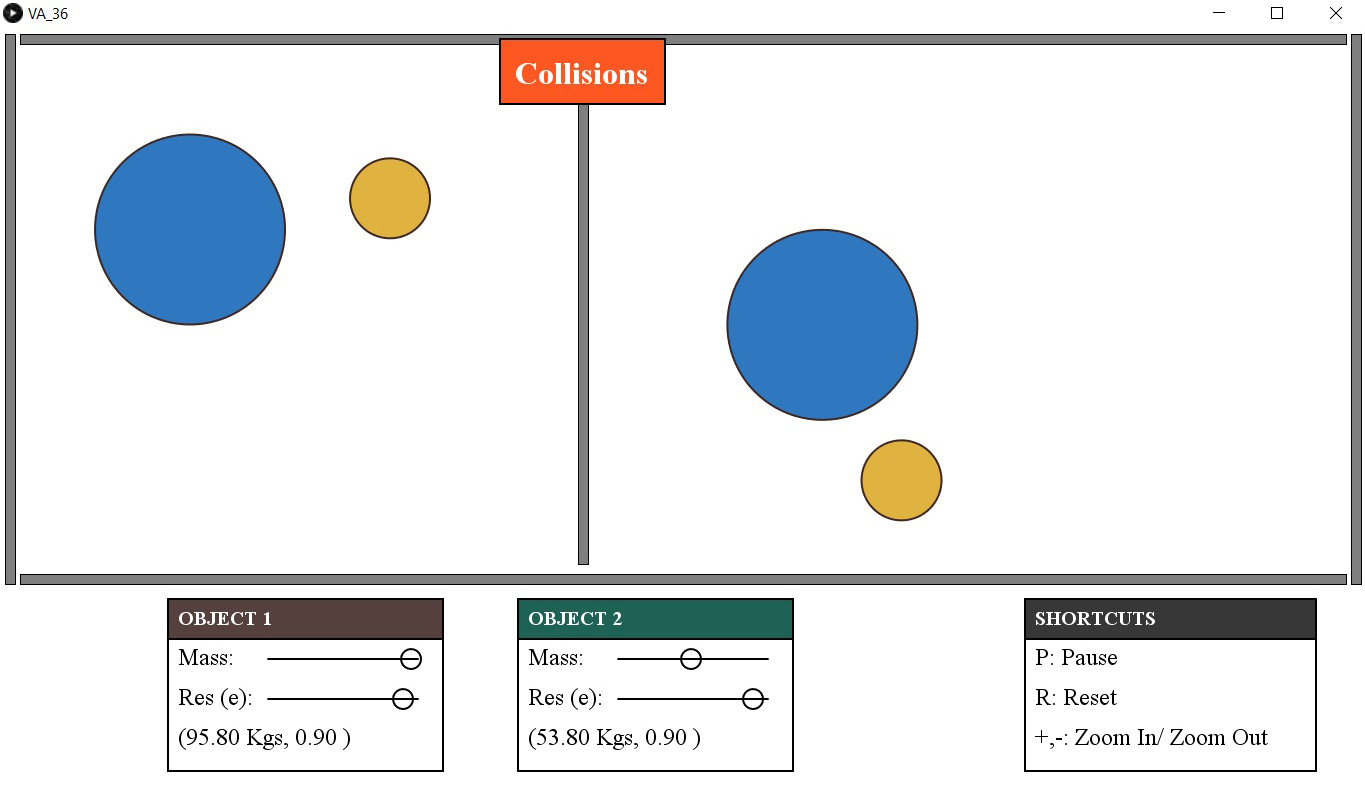 VA_36
Collisions
OBJECT 1
Mass:
Res (e):
(95.80 Kgs, 0.90 )
OBJECT 2
Mass:
Res (e):
(53.80 Kgs, 0.90 )
SHORTCUTS
P: Pause
R: Reset
+,-: Zoom In/ Zoom Out